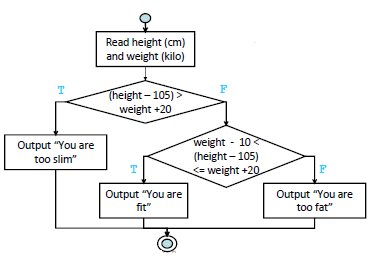 Read height (cm)
and weight (kilo)
T
F
(height – 105) >
weight +20
Output "You are
too slim"
weight - 10 <
(height – 105)
<= weight +20
T
F
Output "You are
fit"
Output "You are
too fat"